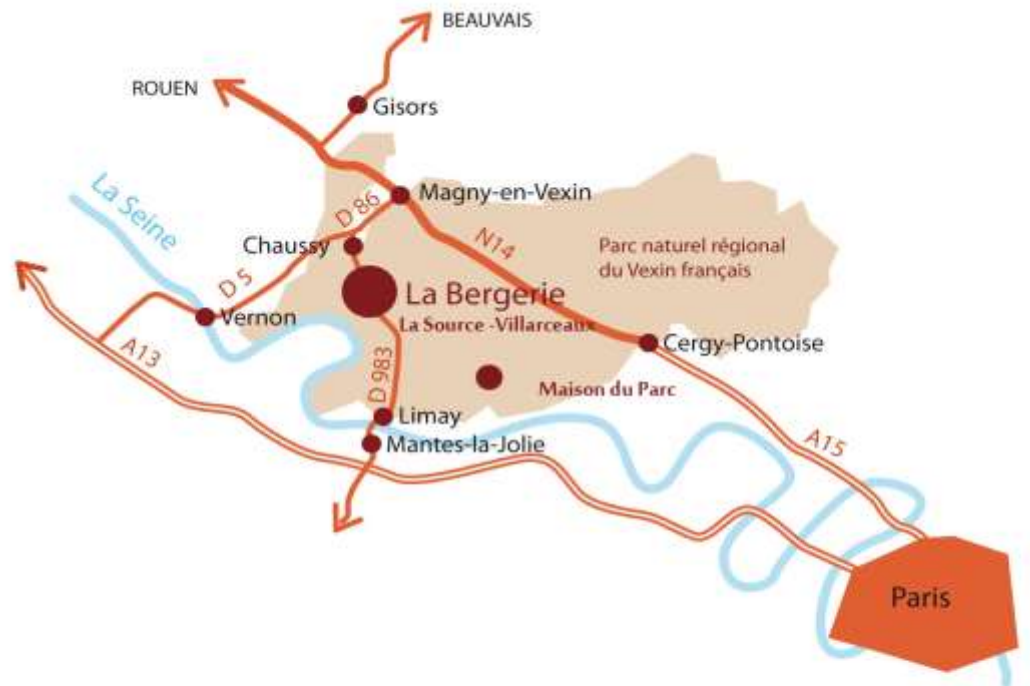 BEAUVAIS
ROUEN
Gisors
La Seine
Magny-en-Vexin
D 86
N14
Chaussy
Parc naturel régional
du Vexin français
D 5
La Bergerie
La Source -Villarceaux
Vernon
Cergy-Pontoise
A13
D 983
Maison du Parc
Limay
A15
Mantes-la-Jolie
Paris